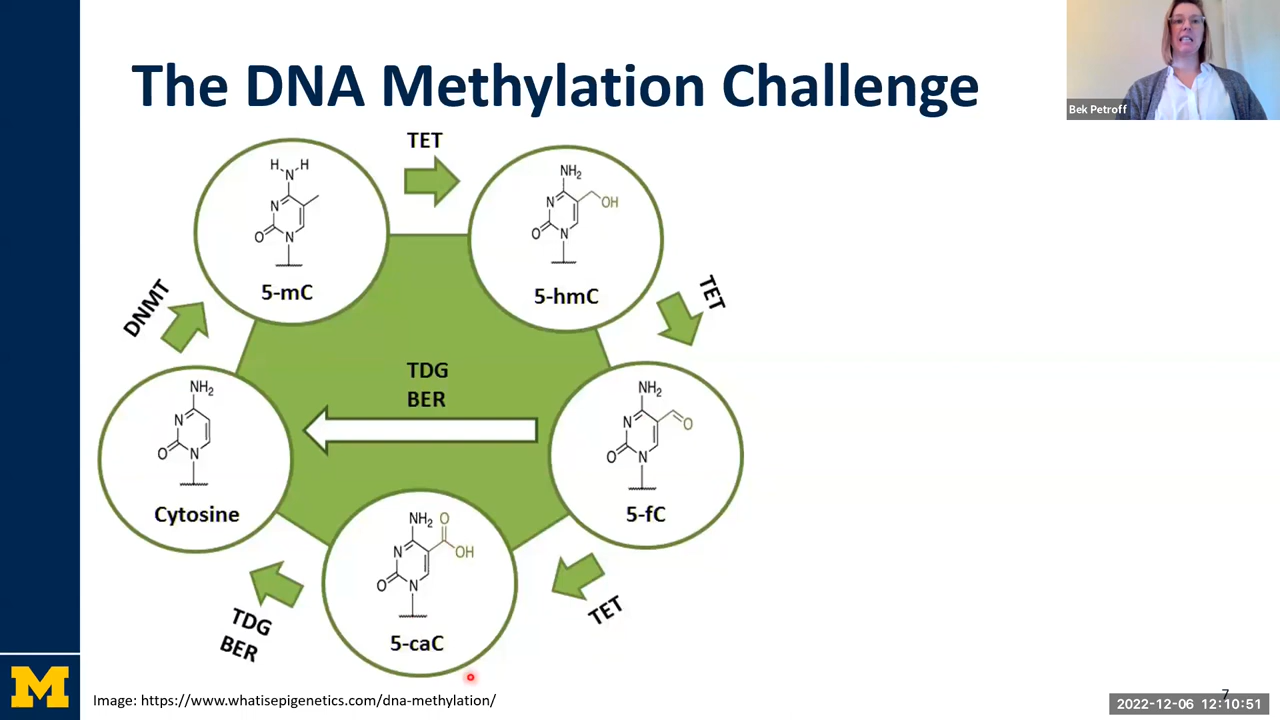 The DNA Methylation Challenge
Bek Petroff
TET
H
H
N
N
O
N
5-mC
NH₂
N
OH
O
N
5-hmC
DNMT
TET
TDG
BER
NH₂
N
O
N
Cytosine
NH₂
N
O
O
N
5-fC
NH₂
O
N
OH
O
N
5-caC
TDG
BER
TET
M
Image: https://www.whatisepigenetics.com/dna-methylation/
7
2022-12-06 12:10:51